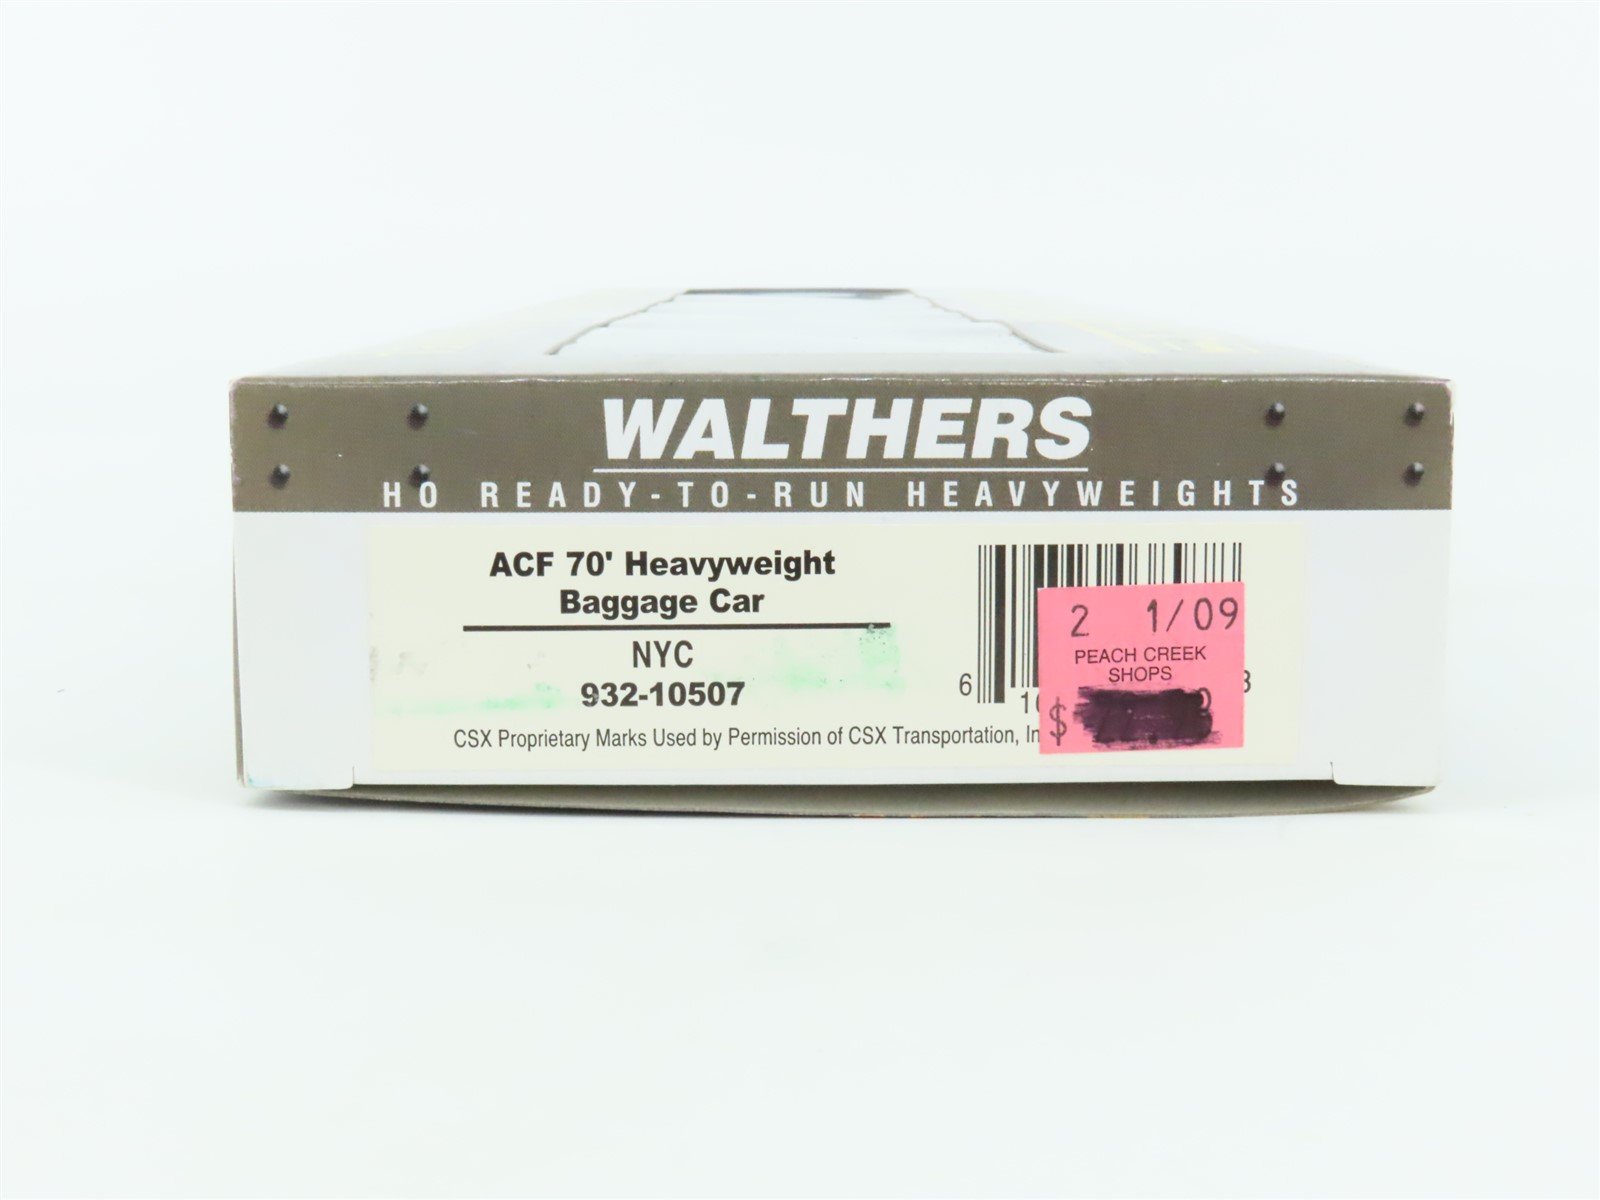 WALTHERS
HO READY-TO-RUN HEAVYWEIGHTS
ACF 70' Heavyweight
Baggage Car
NYC
932-10507
CSX Proprietary Marks Used by Permission of CSX Transportation,
6
2 1/09
PEACH CREEK
SHOPS
$